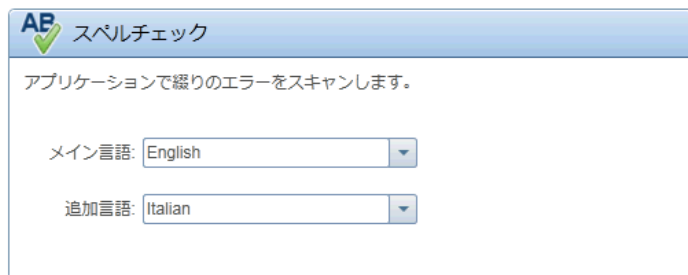 AB
スペルチェック
アプリケーションで綴りのエラーをスキャンします。
メイン言語: English
追加言語: Italian